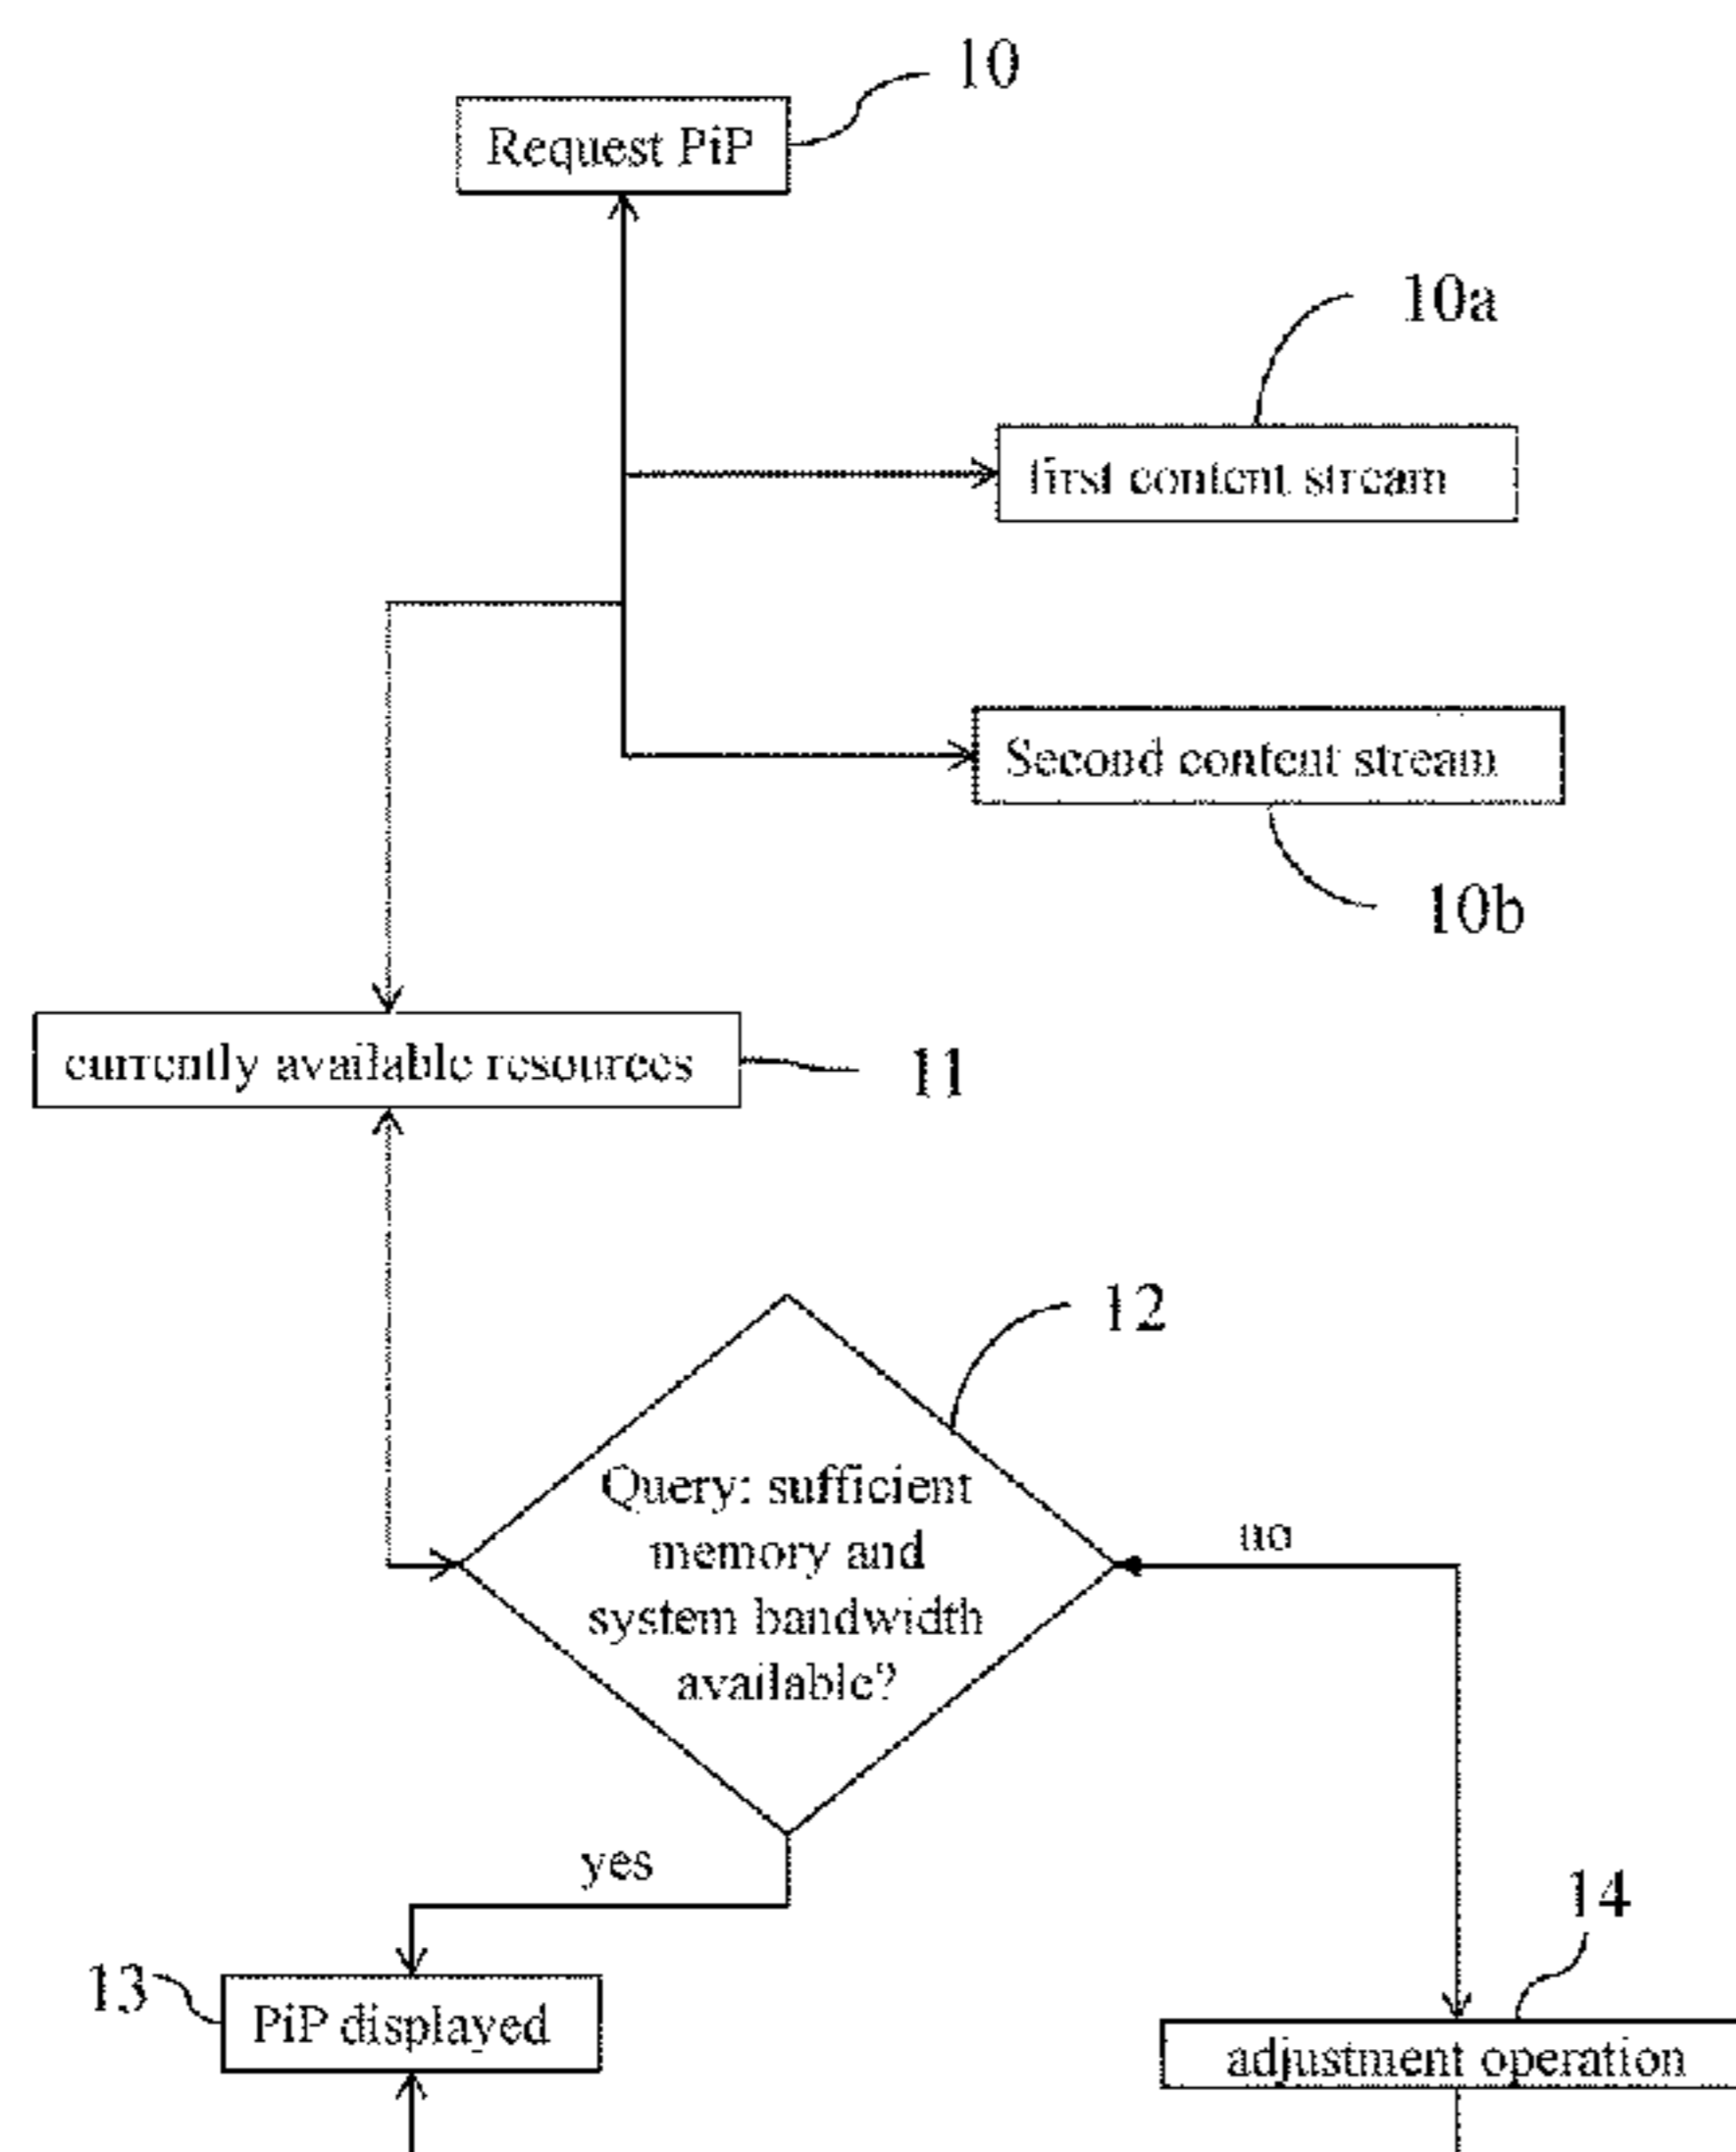 10
Request PiP
10a
first content stream
Second content stream
10b
currently available resources
11
12
Query: sufficient
memory and
system bandwidth
available?
no
yes
14
13
PiP displayed
adjustment operation